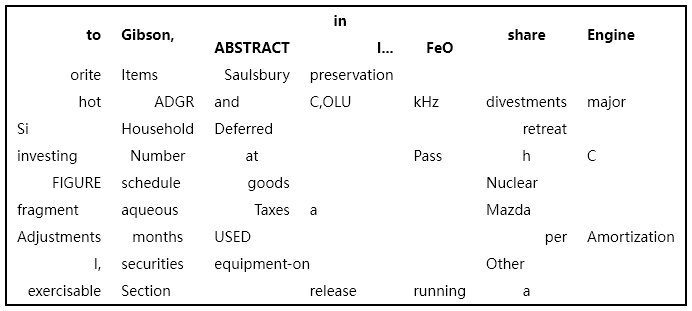 in
to Gibson, ABSTRACT I... FeO share Engine
orite Items Saulsbury preservation
hot ADGR and C,OLU kHz divestments major
Si Household Deferred retreat
investing Number at Pass h C
FIGURE schedule goods Nuclear
fragment aqueous Taxes a Mazda
Adjustments months USED per Amortization
I, securities equipment-on Other
exercisable Section release running a